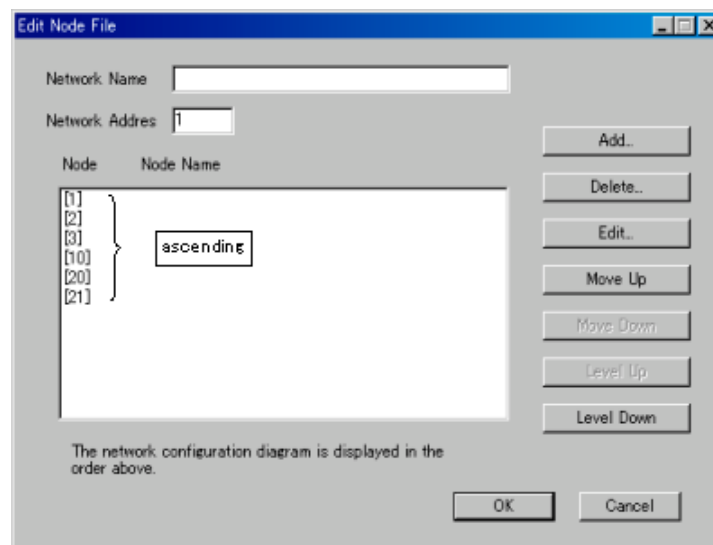 Edit Node File
Network Name
Network Addres 1
Node Node Name
[1]
[2]
[3]
[10]
[20]
[21]
ascending
Add...
Delete...
Edit...
Move Up
Move Down
Level Up
Level Down
The network configuration diagram is displayed in the
order above.
OK Cancel